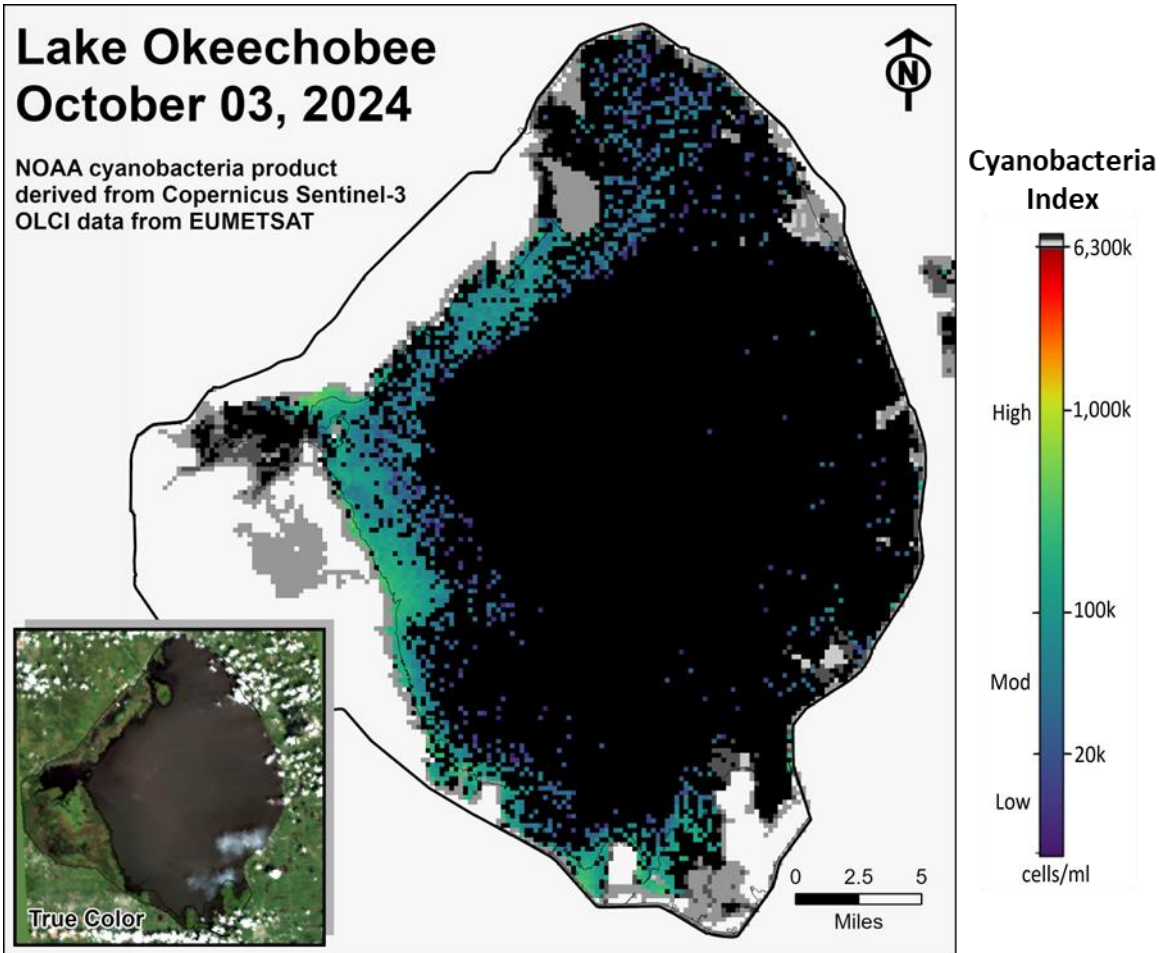 Lake Okeechobee
October 03, 2024
NOAA cyanobacteria product
derived from Copernicus Sentinel-3
OLCI data from EUMETSAT
N
Cyanobacteria
Index
6,300k
High
1,000k
100k
Mod
20k
Low
cells/ml
0 2.5 5
Miles
True Color